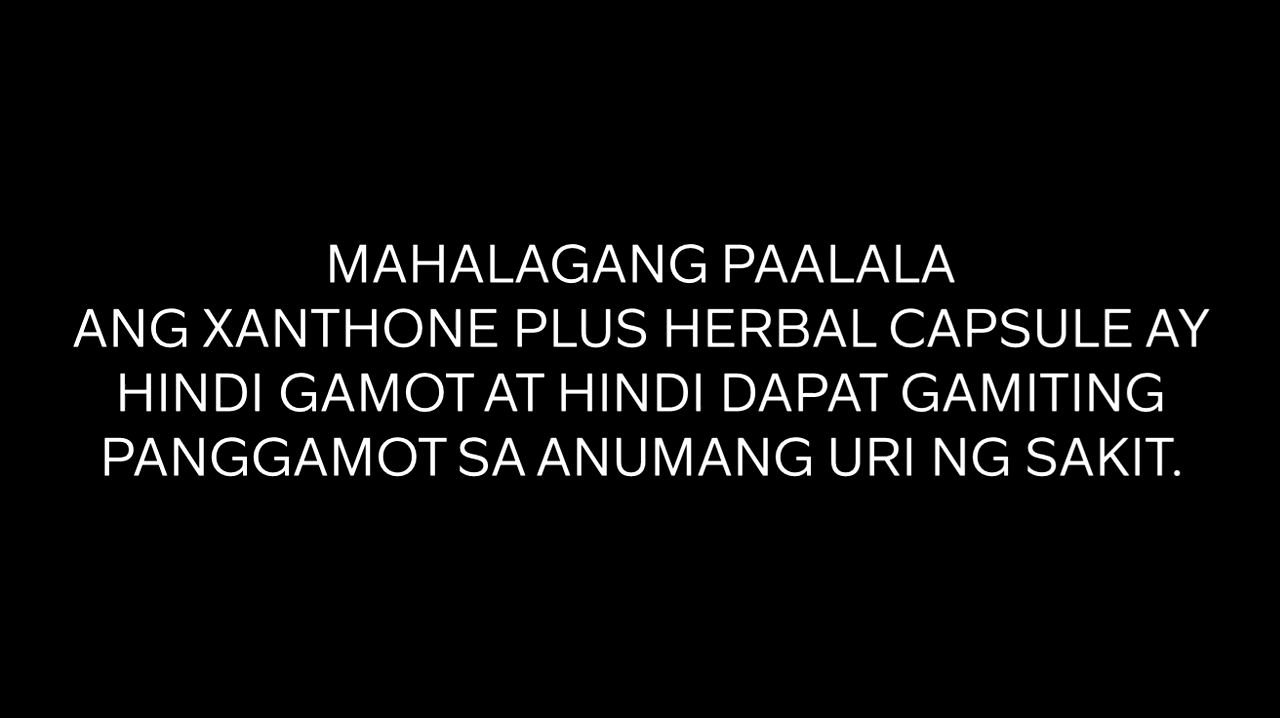 MAHALAGANG PAALALA
ANG XANTHONE PLUS HERBAL CAPSULE AY
HINDI GAMOT AT HINDI DAPAT GAMITING
PANGGAMOT SA ANUMANG URI NG SAKIT.